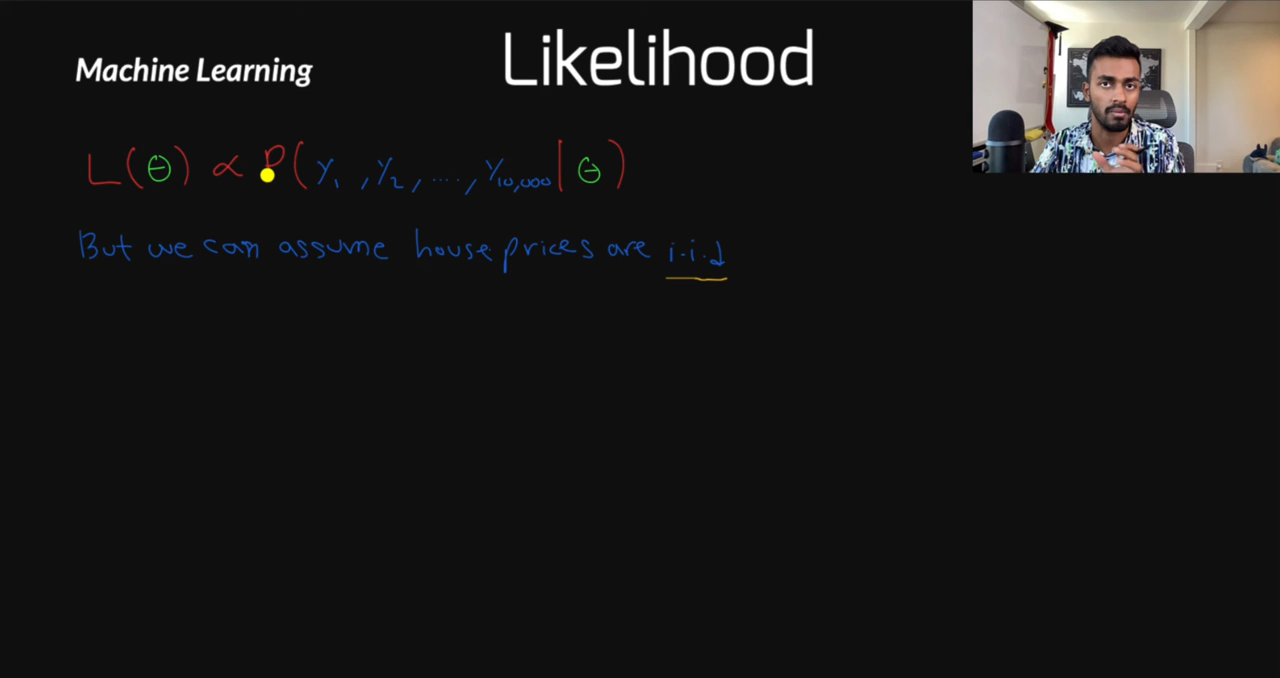 Likelihood
Machine Learning
L(θ) ∝ P(y₁, y₂, ...., y₁₀,₀₀₀ | θ)
But we can assume house prices are i.i.d